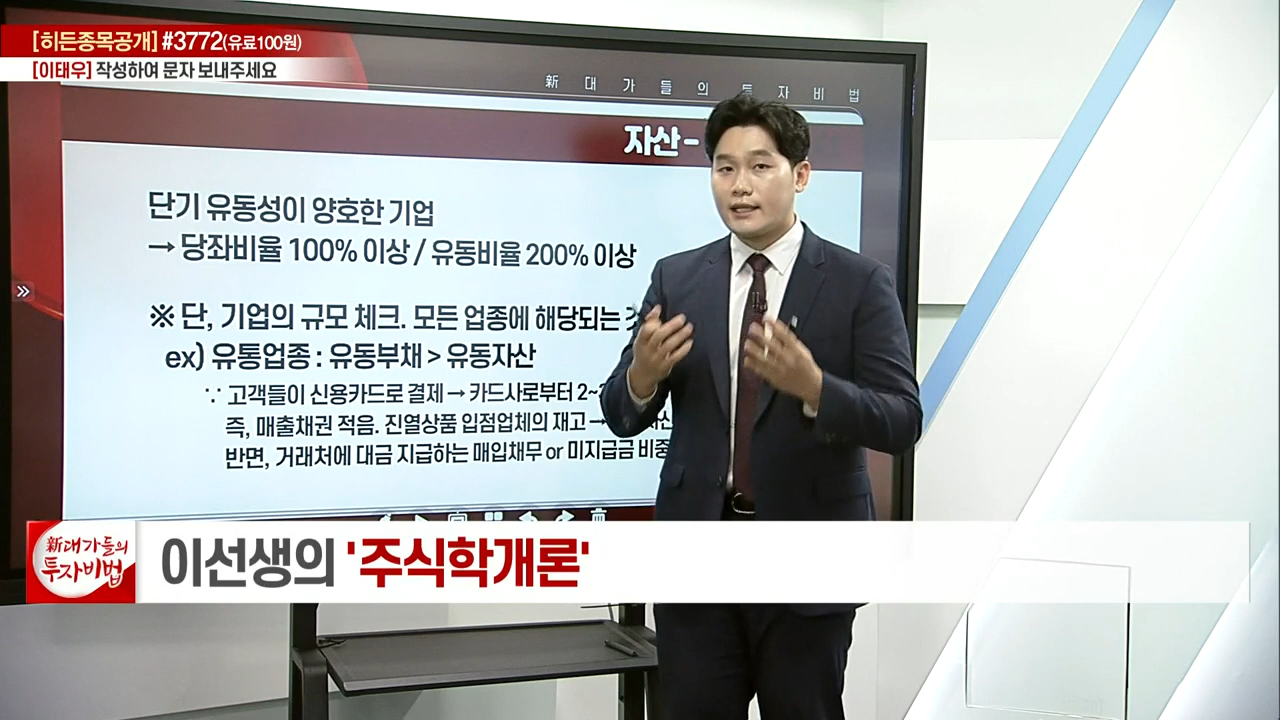 [히든종목공개] #3772(유료100원)
[이태우] 작성하여 문자 보내주세요
新 대 가 들 의 투 자 비 법
자산 -
단기 유동성이 양호한 기업
→ 당좌비율 100% 이상 / 유동비율 200% 이상
※ 단, 기업의 규모 체크. 모든 업종에 해당되는
ex) 유통업종 : 유동부채 > 유동자산
∵ 고객들이 신용카드로 결제 → 카드사로부터 2~
즉, 매출채권 적음. 진열상품 입점업체의 재고 →
반면, 거래처에 대금 지급하는 매입채무 or 미지급금 비중
新대가들의
투자비법
이선생의 '주식학개론'